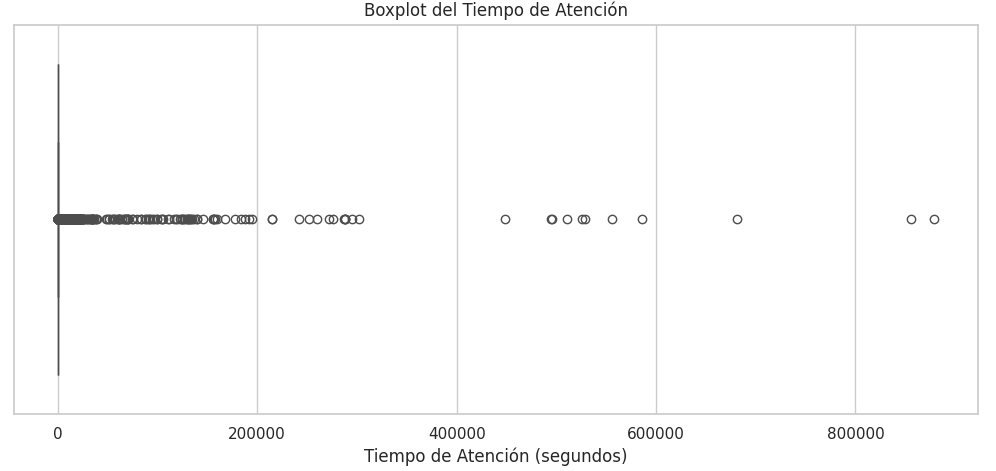 Boxplot del Tiempo de Atención
0 200000 400000 600000 800000
Tiempo de Atención (segundos)